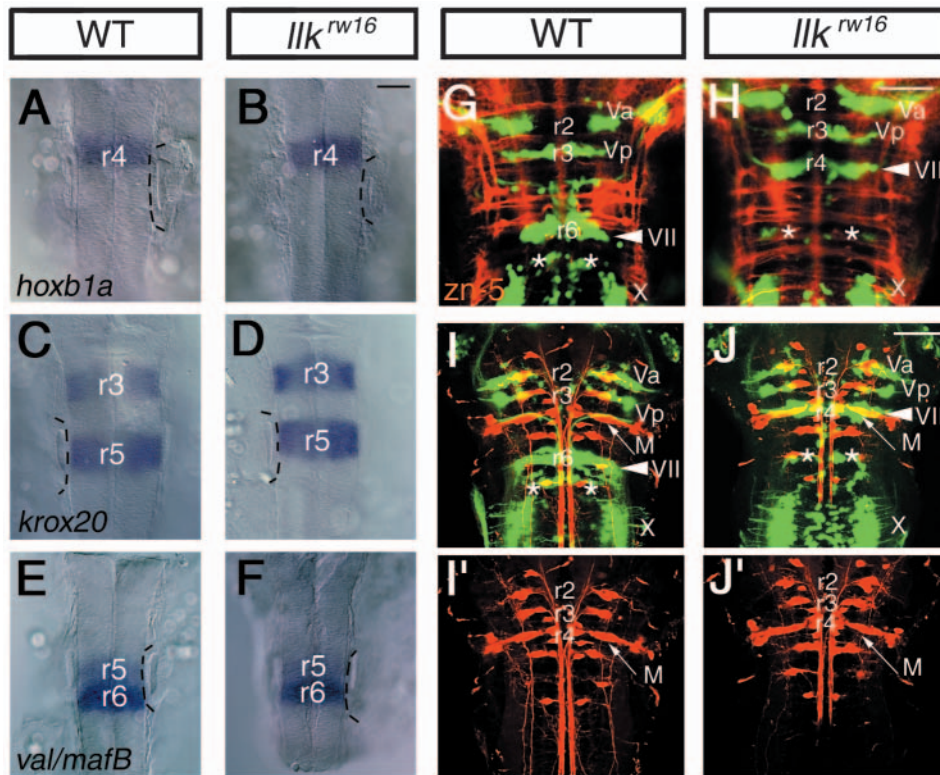 WT
llk rw16
WT
llk rw16
A
r4
hoxb1a
B
r4
C
r3
r5
krox20
D
r3
r5
E
r5
r6
val/mafB
F
r5
r6
G
r2
Va
r3
Vp
r6
VII
* *
zn-5
X
H
r2
Va
r3
Vp
r4
VII
* *
X
I
r2
Va
r3
Vp
M
r6
VII
* *
X
J
r2
Va
r3
Vp
r4
VII
M
* *
X
I'
r2
r3
r4
M
J'
r2
r3
r4
M